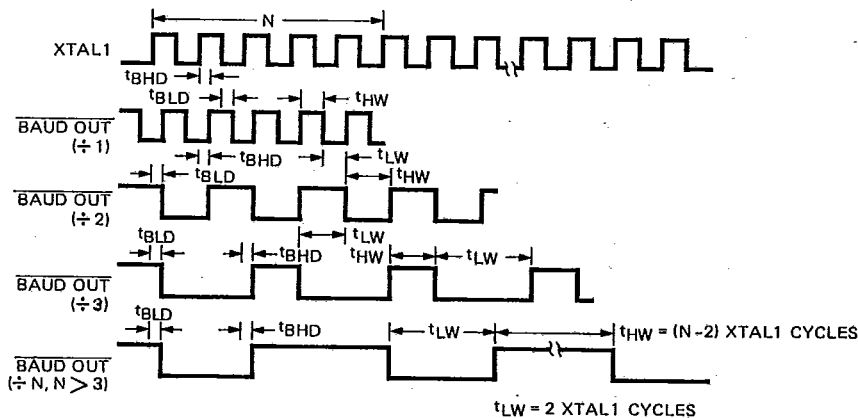 N
XTAL1
tBHD
tBLD
tHW
BAUD OUT
(÷1)
tBLD
tBHD
tLW
tHW
BAUD OUT
(÷2)
tBLD
tBHD
tLW
tHW
tLW
BAUD OUT
(÷3)
tBLD
tBHD
tLW
tHW = (N-2) XTAL1 CYCLES
BAUD OUT
(÷ N, N > 3)
tLW = 2 XTAL1 CYCLES